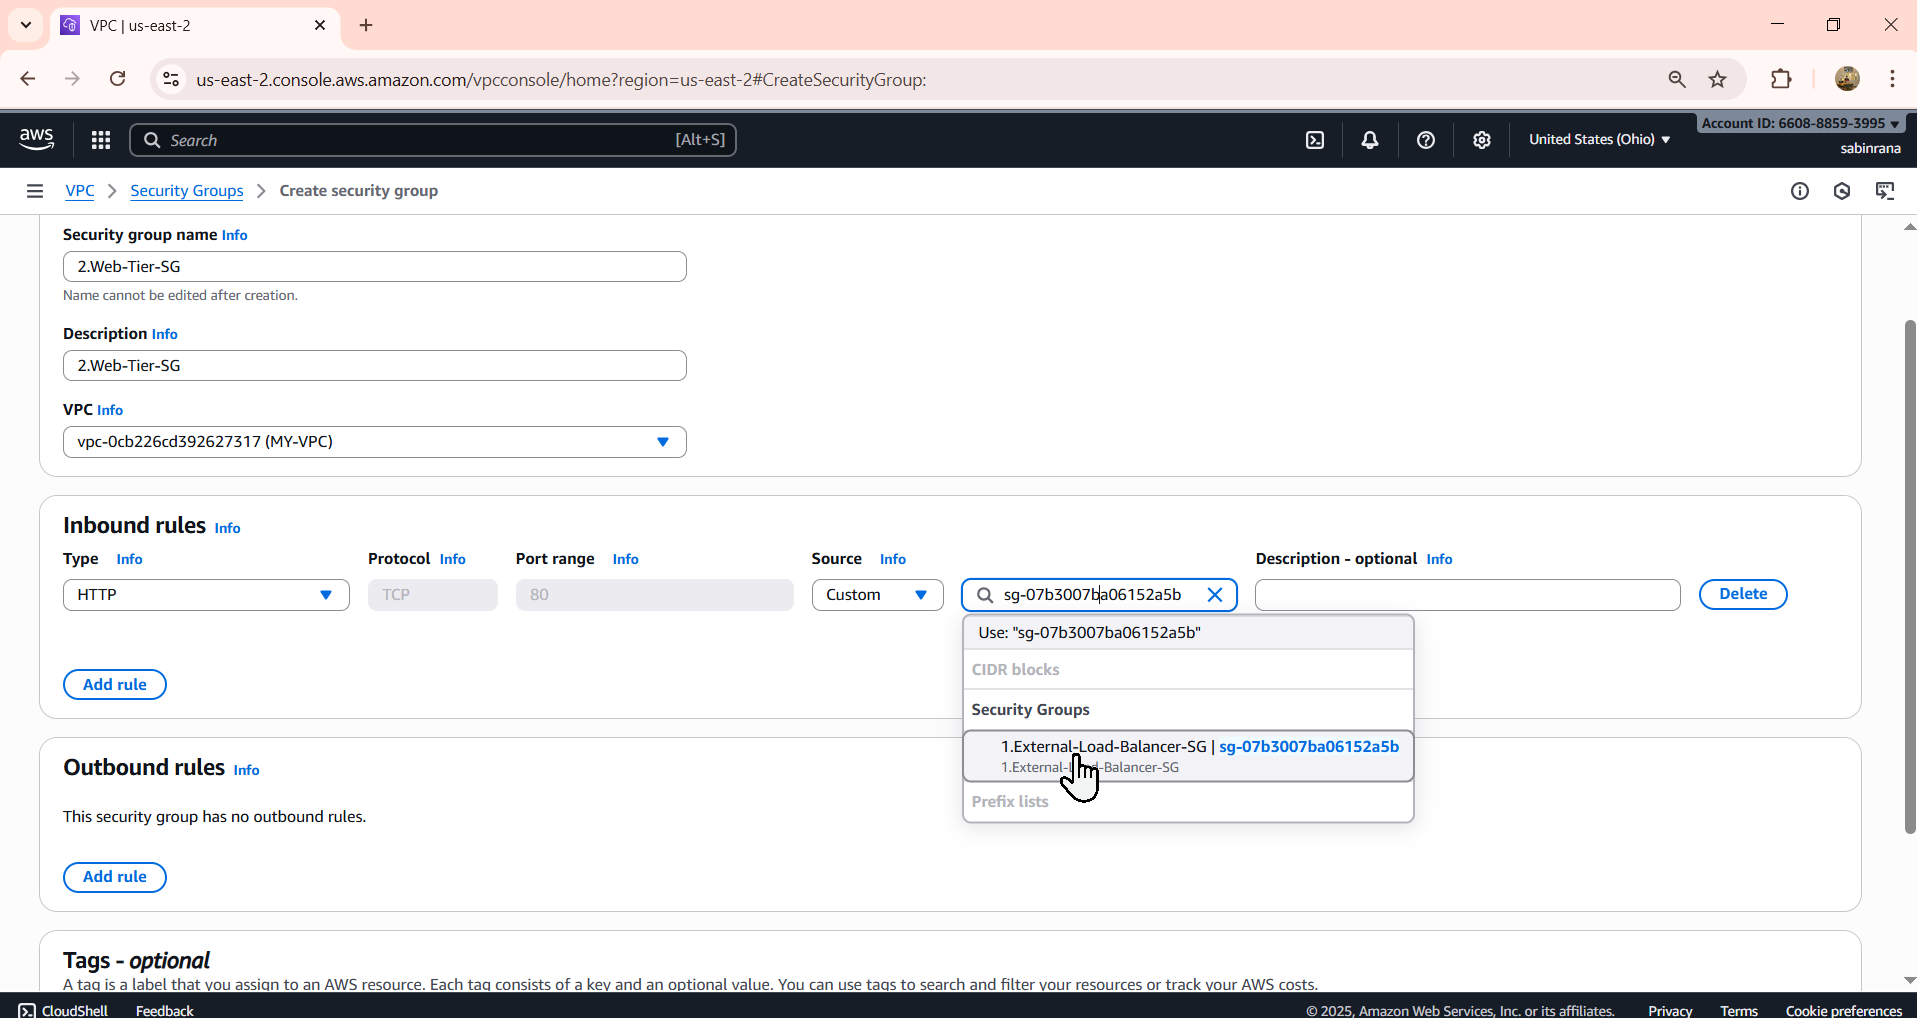 VPC | us-east-2
us-east-2.console.aws.amazon.com/vpcconsole/home?region=us-east-2#CreateSecurityGroup:
aws
Search
[Alt+S]
United States (Ohio)
Account ID: 6608-8859-3995
sabinrana
VPC
Security Groups
Create security group
Security group name Info
2.Web-Tier-SG
Name cannot be edited after creation.
Description Info
2.Web-Tier-SG
VPC Info
vpc-0cb226cd392627317 (MY-VPC)
Inbound rules Info
Type Info
Protocol Info
Port range Info
Source Info
Description - optional Info
HTTP
TCP
80
Custom
sg-07b3007ba06152a5b
Delete
Use: "sg-07b3007ba06152a5b"
CIDR blocks
Security Groups
1.External-Load-Balancer-SG | sg-07b3007ba06152a5b
1.External-Load-Balancer-SG
Prefix lists
Add rule
Outbound rules Info
This security group has no outbound rules.
Add rule
Tags - optional
A tag is a label that you assign to an AWS resource. Each tag consists of a key and an optional value. You can use tags to search and filter your resources or track your AWS costs.
CloudShell
Feedback
© 2025, Amazon Web Services, Inc. or its affiliates.
Privacy
Terms
Cookie preferences